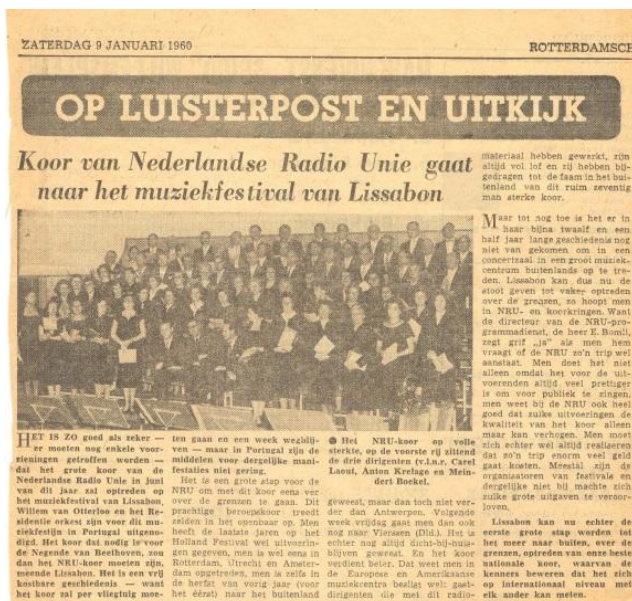 ZATERDAG 9 JANUARI 1960
ROTTERDAMSCH
OP LUISTERPOST EN UITKIJK
Koor van Nederlandse Radio Unie gaat
naar het muziekfestival van Lissabon
HET IS ZO goed als zeker —
er moeten nog enkele voor-
zieningen getroffen worden —
dat het grote koor van de
Nederlandse Radio Unie in juni
van dit jaar zal optreden op
het muziekfestival van Lissabon,
Willem van Otterloo en het Re-
sidentie orkest zijn voor dit mu-
ziekfestijn in Portugal uitgeno-
digd. Het koor dat nodig is voor
de Negende van Beethoven, zou
dan het NRU-koor moeten zijn,
meende Lissabon. Het is een vrij
kostbare geschiedenis — want
het koor zal per vliegtuig moe-
ten gaan en een week wegblij-
ven — maar in Portugal zijn de
middelen voor dergelijke mani-
festaties niet gering.
Het is een grote stap voor de
NRU om met dit koor eens ver
over de grenzen te gaan. Dit
prachtige beroepskoor treedt
zelden in het openbaar op. Men
heeft de laatste jaren op het
Holland Festival wel uitvoerin-
gen gegeven, men is wel eens in
Rotterdam, Utrecht en Amster-
dam opgetreden, men is zelfs in
de herfst van vorig jaar (voor
het eerst) naar het buitenland
● Het NRU-koor op volle
sterkte, op de voorste rij zittend
de drie dirigenten (v.l.n.r. Carel
Laout, Anton Krelage en Mein-
dert Boekel.
geweest, maar dan toch niet ver-
der dan Antwerpen. Volgende
week vrijdag gaat men dan ook
nog naar Viersen (Dld.). Het is
echter nog altijd dicht-bij-huis-
blijven geweest. En het koor
verdient beter. Dat weet men in
de Europese en Amerikaanse
muziekcentra beslist wel: gast-
dirigenten die met dit radio-
materiaal hebben gewerkt, zijn
altijd vol lof en zij hebben bij-
gedragen tot de faam in het bui-
tenland van dit ruim zeventig
man sterke koor.
Maar tot nog toe is het er in
haar bijna twaalf en een
half jaar lange geschiedenis nog
niet van gekomen om in een
concertzaal in een groot muziek-
centrum buitenlands op te tre-
den. Lissabon kan dus nu de
stoot geven tot vaker optreden
over de grenzen, zo hoopt men
in NRU- en koorkringen. Want
de directeur van de NRU-pro-
grammadienst, de heer E. Bomli,
zegt grif „ja” als men hem
vraagt of de NRU zo'n trip wel
aanstaat. Men doet het niet
alleen omdat het voor de uit-
voerenden altijd veel prettiger
is om voor publiek te zingen,
men weet bij de NRU ook heel
goed dat zulke uitvoeringen de
kwaliteit van het koor alleen
maar kan verhogen. Men moet
zich echter wel altijd realiseren
dat zo'n trip enorm veel geld
gaat kosten. Meestal zijn de
organisatoren van festivals en
dergelijke niet bij machte zich
zulke grote uitgaven te veroor-
loven.
Lissabon kan nu echter de
eerste grote stap worden tot
het meer naar buiten, over de
grenzen, optreden van onze beste
nationale koor, waarvan de
kenners beweren dat het zich
op internationaal niveau met
elk ander kan meten.